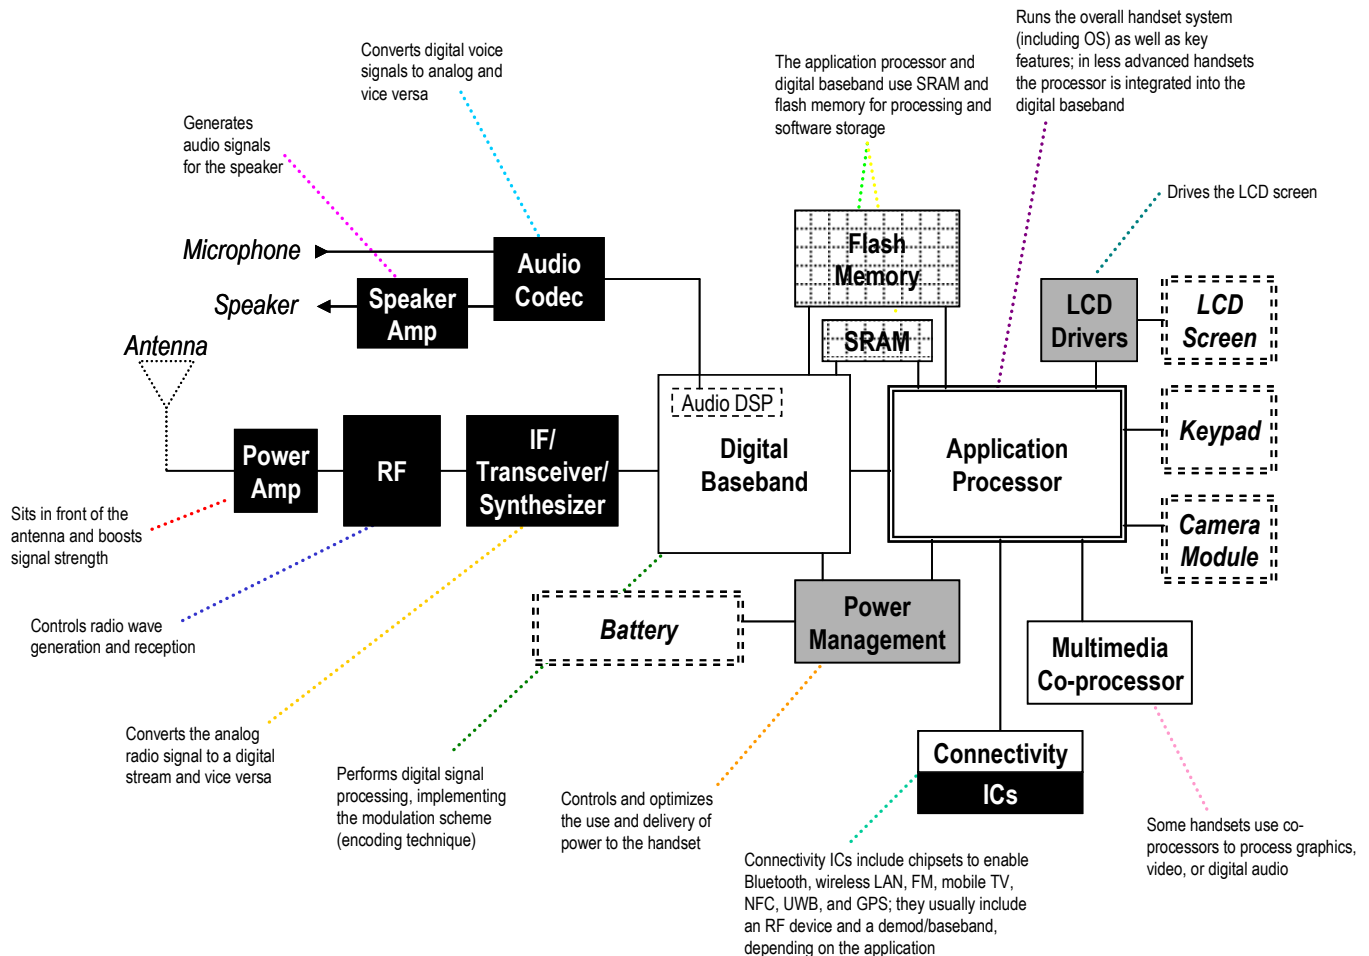 Runs the overall handset system
(including OS) as well as key
features; in less advanced handsets
the processor is integrated into the
digital baseband
Converts digital voice
signals to analog and
vice versa
The application processor and
digital baseband use SRAM and
flash memory for processing and
software storage
Generates
audio signals
for the speaker
Drives the LCD screen
Microphone
Audio
Codec
Flash
Memory
Speaker
Speaker
Amp
LCD
Drivers
LCD
Screen
SRAM
Antenna
Audio DSP
Power
Amp
RF
IF/
Transceiver/
Synthesizer
Digital
Baseband
Application
Processor
Keypad
Camera
Module
Sits in front of the
antenna and boosts
signal strength
Battery
Power
Management
Controls radio wave
generation and reception
Multimedia
Co-processor
Converts the analog
radio signal to a digital
stream and vice versa
Connectivity
ICs
Performs digital signal
processing, implementing
the modulation scheme
(encoding technique)
Controls and optimizes
the use and delivery of
power to the handset
Some handsets use co-
processors to process graphics,
video, or digital audio
Connectivity ICs include chipsets to enable
Bluetooth, wireless LAN, FM, mobile TV,
NFC, UWB, and GPS; they usually include
an RF device and a demod/baseband,
depending on the application